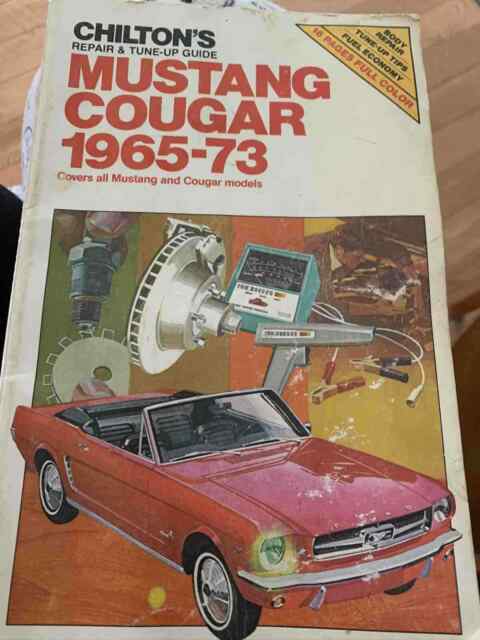 CHILTON'S
REPAIR & TUNE-UP GUIDE
MUSTANG
COUGAR
1965-73
Covers all Mustang and Cougar models
BODY
REPAIR
TUNE-UP TIPS
FUEL ECONOMY
16 PAGES FULL COLOR